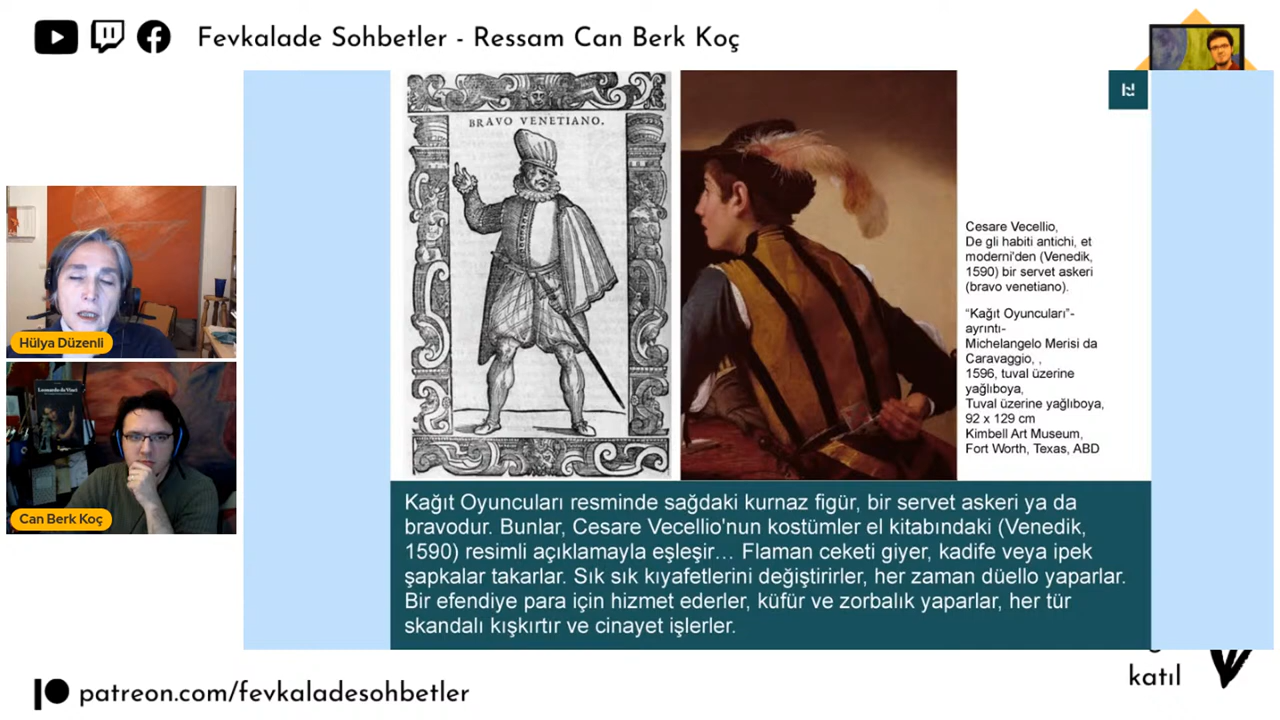 Fevkalade Sohbetler - Ressam Can Berk Koç
BRAVO VENETIANO.
Cesare Vecellio,
De gli habiti antichi, et
moderni'den (Venedik,
1590) bir servet askeri
(bravo venetiano).
“Kağıt Oyuncuları”-
ayrıntı-
Michelangelo Merisi da
Caravaggio, ,
1596, tuval üzerine
yağlıboya,
Tuval üzerine yağlıboya,
92 x 129 cm
Kimbell Art Museum,
Fort Worth, Texas, ABD
Hülya Düzenli
Leonardo da Vinci
Can Berk Koç
Kağıt Oyuncuları resminde sağdaki kurnaz figür, bir servet askeri ya da
bravodur. Bunlar, Cesare Vecellio'nun kostümler el kitabındaki (Venedik,
1590) resimli açıklamayla eşleşir… Flaman ceketi giyer, kadife veya ipek
şapkalar takarlar. Sık sık kıyafetlerini değiştirirler, her zaman düello yaparlar.
Bir efendiye para için hizmet ederler, küfür ve zorbalık yaparlar, her tür
skandalı kışkırtır ve cinayet işlerler.
katıl
patreon.com/fevkaladesohbetler